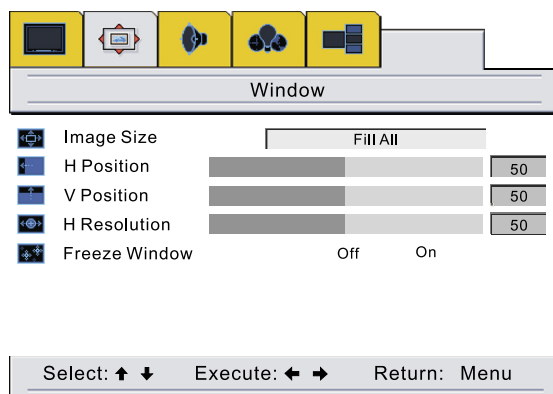 Window
Image Size Fill All
H Position 50
V Position 50
H Resolution 50
Freeze Window Off On
Select: ↑ ↓ Execute: ← → Return: Menu